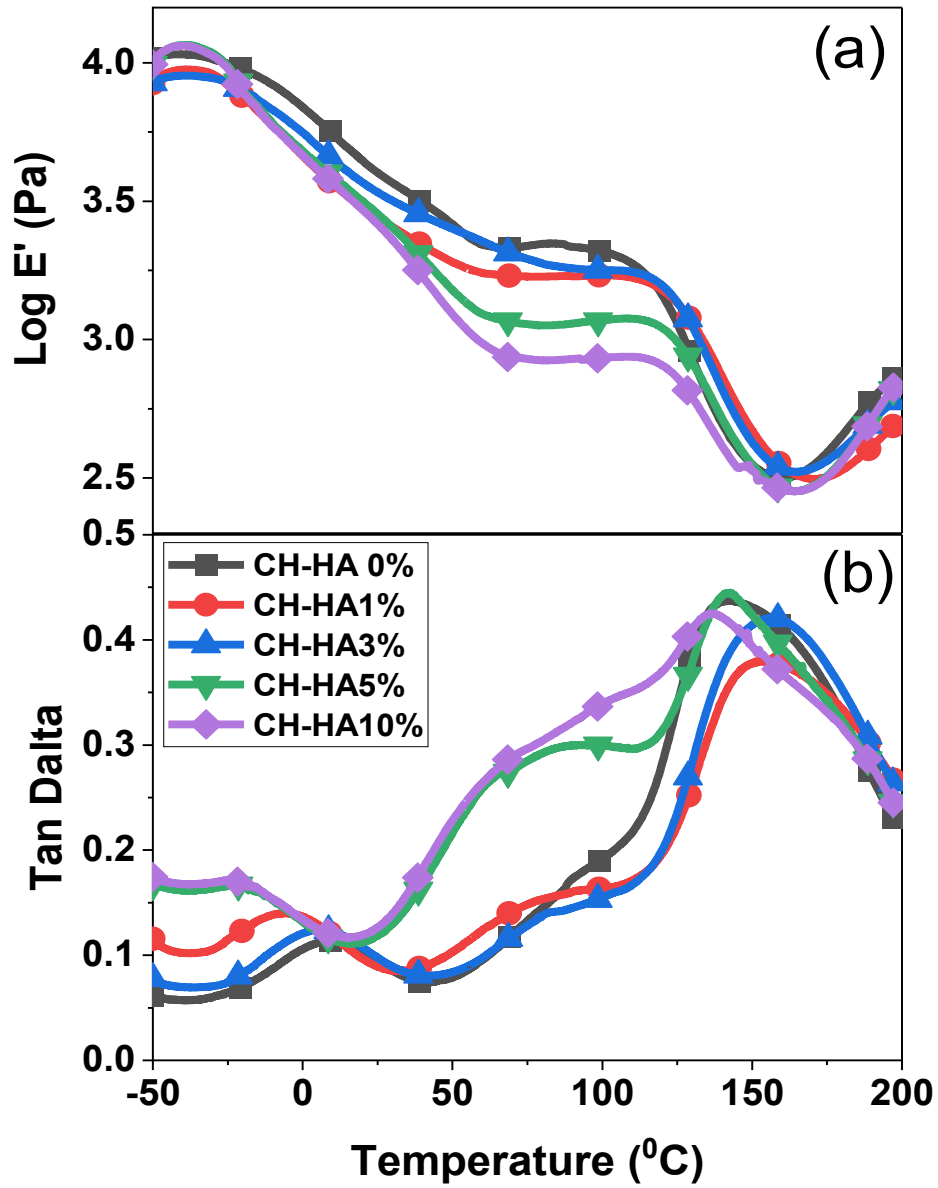 (a)
Log E' (Pa)
4.0
3.5
3.0
2.5
0.5
(b)
CH-HA 0%
CH-HA1%
CH-HA3%
CH-HA5%
CH-HA10%
Tan Dalta
0.4
0.3
0.2
0.1
0.0
-50 0 50 100 150 200
Temperature (⁰C)